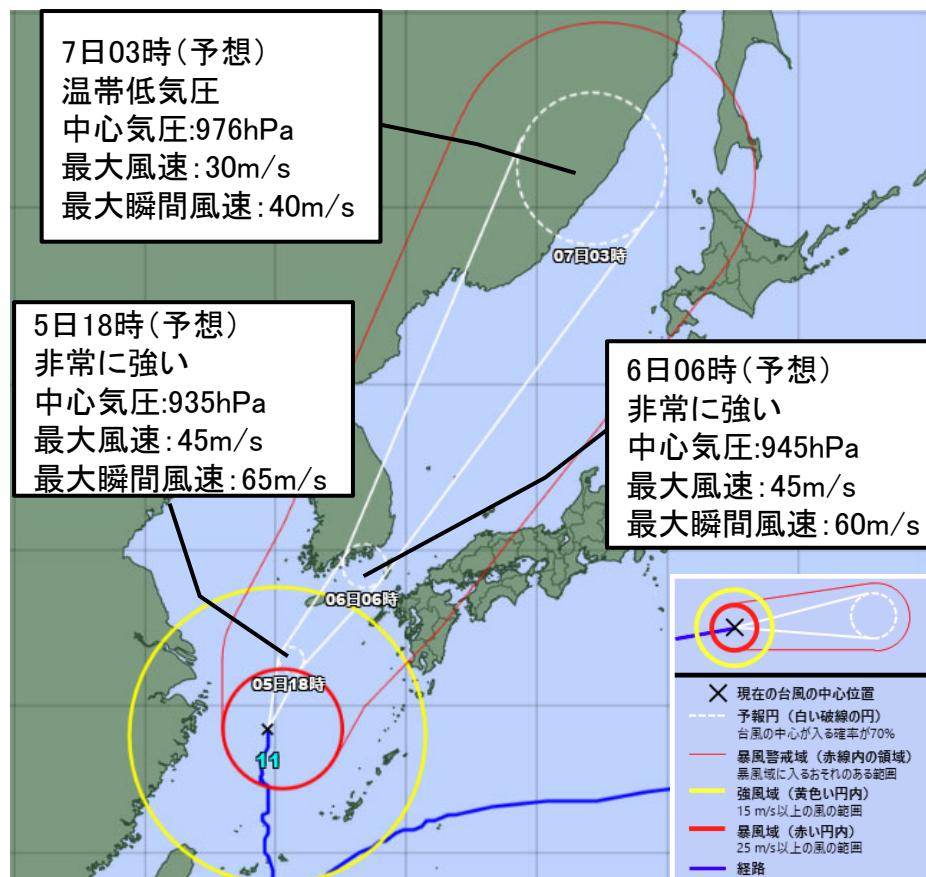 7日03時(予想)
温帯低気圧
中心気圧:976hPa
最大風速:30m/s
最大瞬間風速:40m/s
07日03時
5日18時(予想)
非常に強い
中心気圧:935hPa
最大風速:45m/s
最大瞬間風速:65m/s
6日06時(予想)
非常に強い
中心気圧:945hPa
最大風速:45m/s
最大瞬間風速:60m/s
06日06時
05日18時
11
現在の台風の中心位置
予報円(白い破線の円)
台風の中心が入る確率が70%
暴風警戒域(赤線内の領域)
暴風域に入るおそれのある範囲
強風域(黄色い円内)
15 m/s以上の風の範囲
暴風域(赤い円内)
25 m/s以上の風の範囲
経路